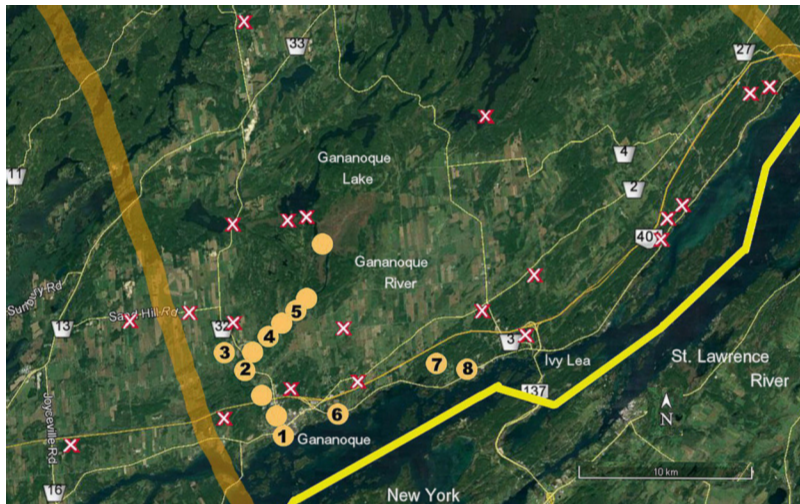 33
27
11
4
Gananoque
Lake
2
40
Gananoque
River
5
Sand Hill Rd
13
32
4
3
3
2
7
8
Ivy Lea
St. Lawrence
River
137
Joyceville Rd
6
N
1
Gananoque
10 km
16
New York